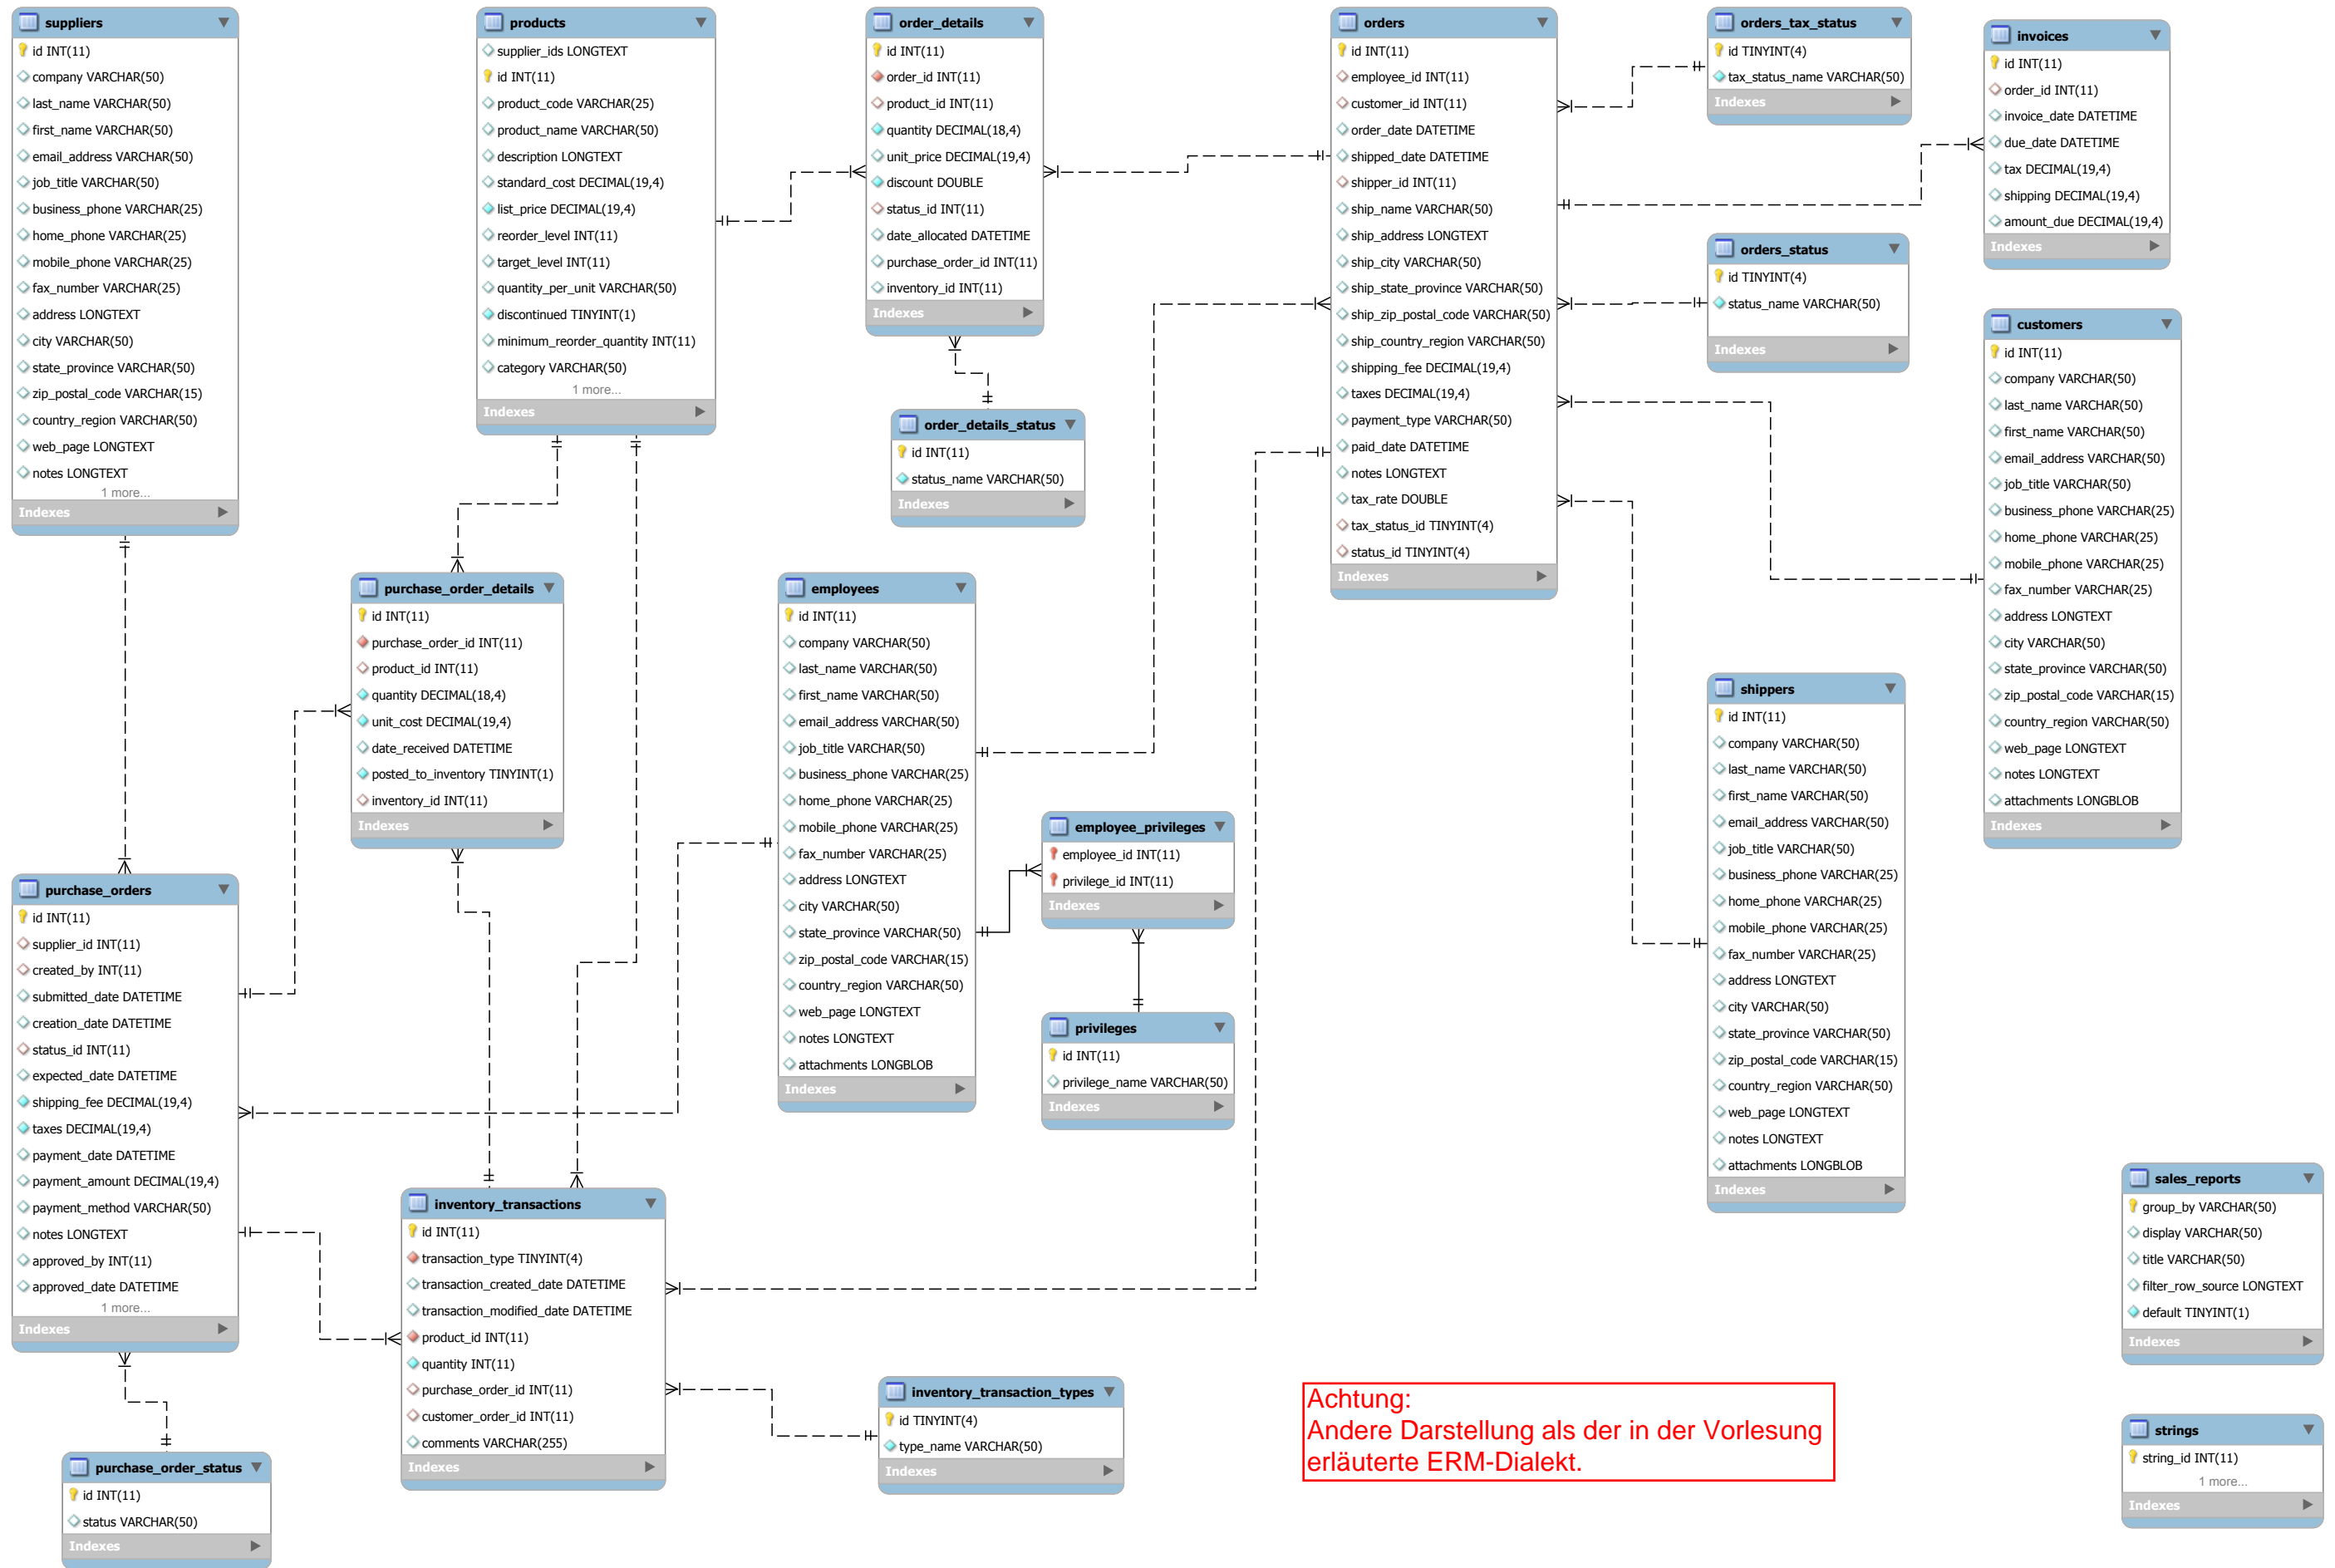 suppliers
id INT(11)
company VARCHAR(50)
last_name VARCHAR(50)
first_name VARCHAR(50)
email_address VARCHAR(50)
job_title VARCHAR(50)
business_phone VARCHAR(25)
home_phone VARCHAR(25)
mobile_phone VARCHAR(25)
fax_number VARCHAR(25)
address LONGTEXT
city VARCHAR(50)
state_province VARCHAR(50)
zip_postal_code VARCHAR(15)
country_region VARCHAR(50)
web_page LONGTEXT
notes LONGTEXT
1 more...
Indexes
products
supplier_ids LONGTEXT
id INT(11)
product_code VARCHAR(25)
product_name VARCHAR(50)
description LONGTEXT
standard_cost DECIMAL(19,4)
list_price DECIMAL(19,4)
reorder_level INT(11)
target_level INT(11)
quantity_per_unit VARCHAR(50)
discontinued TINYINT(1)
minimum_reorder_quantity INT(11)
category VARCHAR(50)
1 more...
Indexes
order_details
id INT(11)
order_id INT(11)
product_id INT(11)
quantity DECIMAL(18,4)
unit_price DECIMAL(19,4)
discount DOUBLE
status_id INT(11)
date_allocated DATETIME
purchase_order_id INT(11)
inventory_id INT(11)
Indexes
orders
id INT(11)
employee_id INT(11)
customer_id INT(11)
order_date DATETIME
shipped_date DATETIME
shipper_id INT(11)
ship_name VARCHAR(50)
ship_address LONGTEXT
ship_city VARCHAR(50)
ship_state_province VARCHAR(50)
ship_zip_postal_code VARCHAR(50)
ship_country_region VARCHAR(50)
shipping_fee DECIMAL(19,4)
taxes DECIMAL(19,4)
payment_type VARCHAR(50)
paid_date DATETIME
notes LONGTEXT
tax_rate DOUBLE
tax_status_id TINYINT(4)
status_id TINYINT(4)
Indexes
orders_tax_status
id TINYINT(4)
tax_status_name VARCHAR(50)
Indexes
invoices
id INT(11)
order_id INT(11)
invoice_date DATETIME
due_date DATETIME
tax DECIMAL(19,4)
shipping DECIMAL(19,4)
amount_due DECIMAL(19,4)
Indexes
orders_status
id TINYINT(4)
status_name VARCHAR(50)
Indexes
customers
id INT(11)
company VARCHAR(50)
last_name VARCHAR(50)
first_name VARCHAR(50)
email_address VARCHAR(50)
job_title VARCHAR(50)
business_phone VARCHAR(25)
home_phone VARCHAR(25)
mobile_phone VARCHAR(25)
fax_number VARCHAR(25)
address LONGTEXT
city VARCHAR(50)
state_province VARCHAR(50)
zip_postal_code VARCHAR(15)
country_region VARCHAR(50)
web_page LONGTEXT
notes LONGTEXT
attachments LONGBLOB
Indexes
order_details_status
id INT(11)
status_name VARCHAR(50)
Indexes
purchase_order_details
id INT(11)
purchase_order_id INT(11)
product_id INT(11)
quantity DECIMAL(18,4)
unit_cost DECIMAL(19,4)
date_received DATETIME
posted_to_inventory TINYINT(1)
inventory_id INT(11)
Indexes
employees
id INT(11)
company VARCHAR(50)
last_name VARCHAR(50)
first_name VARCHAR(50)
email_address VARCHAR(50)
job_title VARCHAR(50)
business_phone VARCHAR(25)
home_phone VARCHAR(25)
mobile_phone VARCHAR(25)
fax_number VARCHAR(25)
address LONGTEXT
city VARCHAR(50)
state_province VARCHAR(50)
zip_postal_code VARCHAR(15)
country_region VARCHAR(50)
web_page LONGTEXT
notes LONGTEXT
attachments LONGBLOB
Indexes
shippers
id INT(11)
company VARCHAR(50)
last_name VARCHAR(50)
first_name VARCHAR(50)
email_address VARCHAR(50)
job_title VARCHAR(50)
business_phone VARCHAR(25)
home_phone VARCHAR(25)
mobile_phone VARCHAR(25)
fax_number VARCHAR(25)
address LONGTEXT
city VARCHAR(50)
state_province VARCHAR(50)
zip_postal_code VARCHAR(15)
country_region VARCHAR(50)
web_page LONGTEXT
notes LONGTEXT
attachments LONGBLOB
Indexes
employee_privileges
employee_id INT(11)
privilege_id INT(11)
Indexes
privileges
id INT(11)
privilege_name VARCHAR(50)
Indexes
purchase_orders
id INT(11)
supplier_id INT(11)
created_by INT(11)
submitted_date DATETIME
creation_date DATETIME
status_id INT(11)
expected_date DATETIME
shipping_fee DECIMAL(19,4)
taxes DECIMAL(19,4)
payment_date DATETIME
payment_amount DECIMAL(19,4)
payment_method VARCHAR(50)
notes LONGTEXT
approved_by INT(11)
approved_date DATETIME
1 more...
Indexes
inventory_transactions
id INT(11)
transaction_type TINYINT(4)
transaction_created_date DATETIME
transaction_modified_date DATETIME
product_id INT(11)
quantity INT(11)
purchase_order_id INT(11)
customer_order_id INT(11)
comments VARCHAR(255)
Indexes
sales_reports
group_by VARCHAR(50)
display VARCHAR(50)
title VARCHAR(50)
filter_row_source LONGTEXT
default TINYINT(1)
Indexes
inventory_transaction_types
id TINYINT(4)
type_name VARCHAR(50)
Indexes
Achtung:
Andere Darstellung als der in der Vorlesung
erläuterte ERM-Dialekt.
strings
string_id INT(11)
1 more...
Indexes
purchase_order_status
id INT(11)
status VARCHAR(50)
Indexes